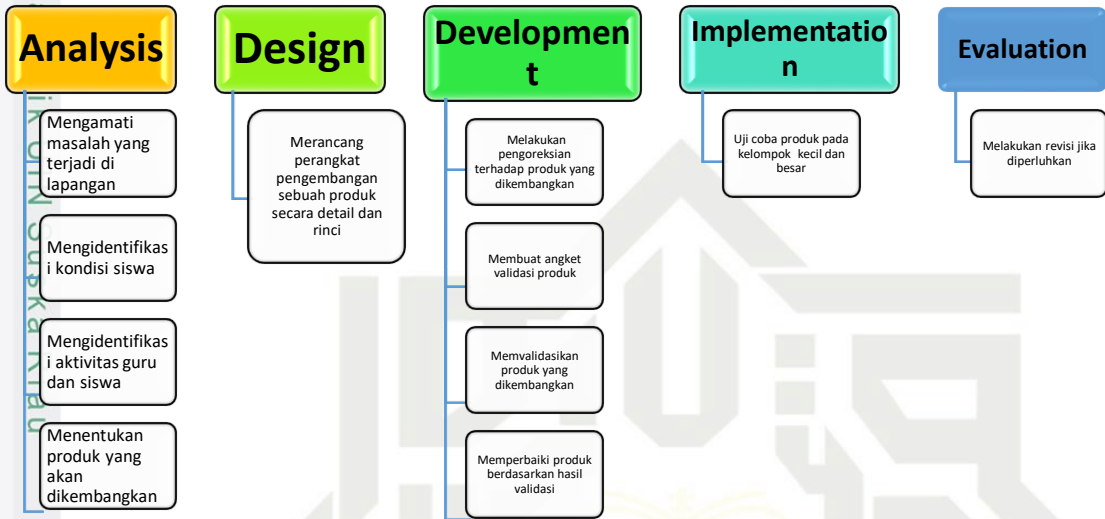 Analysis
Mengamati
masalah yang
terjadi di
lapangan
Mengidentifikas
i kondisi siswa
Mengidentifikas
i aktivitas guru
dan siswa
Menentukan
produk yang
akan
dikembangkan
Design
Merancang
perangkat
pengembangan
sebuah produk
secara detail dan
rinci
Developmen
t
Melakukan
pengoreksian
terhadap produk yang
dikembangkan
Membuat angket
validasi produk
Memvalidasikan
produk yang
dikembangkan
Memperbaiki produk
berdasarkan hasil
validasi
Implementatio
n
Uji coba produk pada
kelompok kecil dan
besar
Evaluation
Melakukan revisi jika
diperluhkan